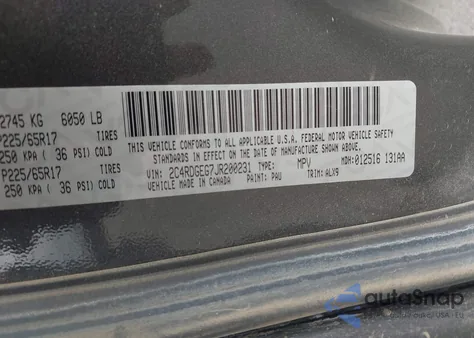 2745 KG 6050 LB
P225/65R17 TIRES
250 KPA ( 36 PSI) COLD
P225/65R17 TIRES
250 KPA ( 36 PSI) COLD
THIS VEHICLE CONFORMS TO ALL APPLICABLE U.S.A. FEDERAL MOTOR VEHICLE SAFETY
STANDARDS IN EFFECT ON THE DATE OF MANUFACTURE SHOWN ABOVE.
VIN: 2C4RDGEG7JR200231 TYPE: MPV MDH: 012516 131AA
VEHICLE MADE IN CANADA PAINT: PAU TRIM: ALX9
autoSnap